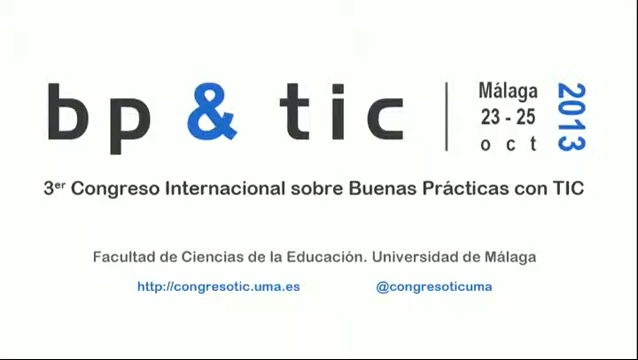 bp & tic
Málaga
23 - 25
oct
2013
3er Congreso Internacional sobre Buenas Prácticas con TIC
Facultad de Ciencias de la Educación. Universidad de Málaga
http://congresotic.uma.es
@congresoticuma